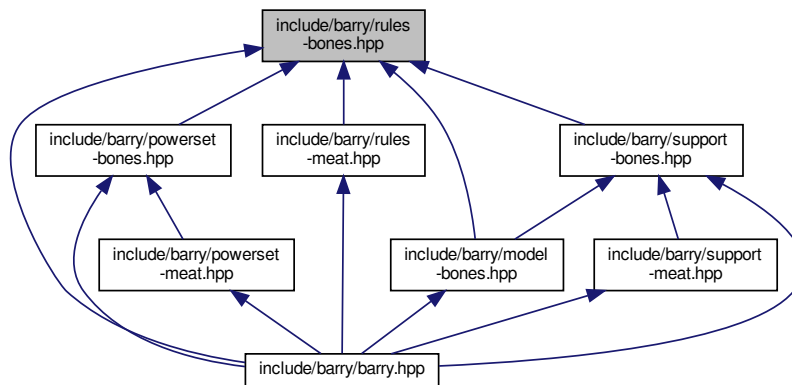 include/barry/rules
-bones.hpp
include/barry/powerset
-bones.hpp
include/barry/rules
-meat.hpp
include/barry/support
-bones.hpp
include/barry/powerset
-meat.hpp
include/barry/model
-bones.hpp
include/barry/support
-meat.hpp
include/barry/barry.hpp